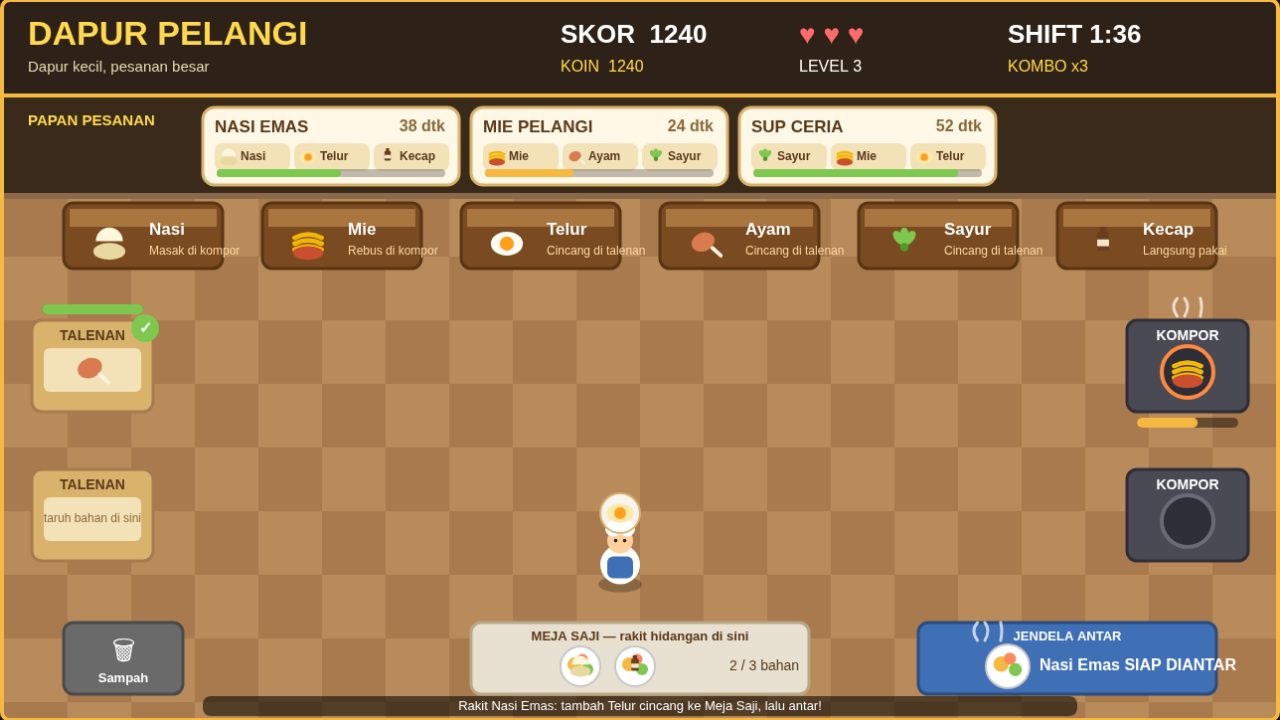 DAPUR PELANGI
Dapur kecil, pesanan besar
SKOR 1240
KOIN 1240
LEVEL 3
SHIFT 1:36
KOMBO x3
PAPAN PESANAN
NASI EMAS 38 dtk
Nasi Telur Kecap
MIE PELANGI 24 dtk
Mie Ayam Sayur
SUP CERIA 52 dtk
Sayur Mie Telur
Nasi
Masak di kompor
Mie
Rebus di kompor
Telur
Cincang di talenan
Ayam
Cincang di talenan
Sayur
Cincang di talenan
Kecap
Langsung pakai
TALENAN
KOMPOR
TALENAN
taruh bahan di sini
KOMPOR
Sampah
MEJA SAJI — rakit hidangan di sini
2 / 3 bahan
JENDELA ANTAR
Nasi Emas SIAP DIANTAR
Rakit Nasi Emas: tambah Telur cincang ke Meja Saji, lalu antar!